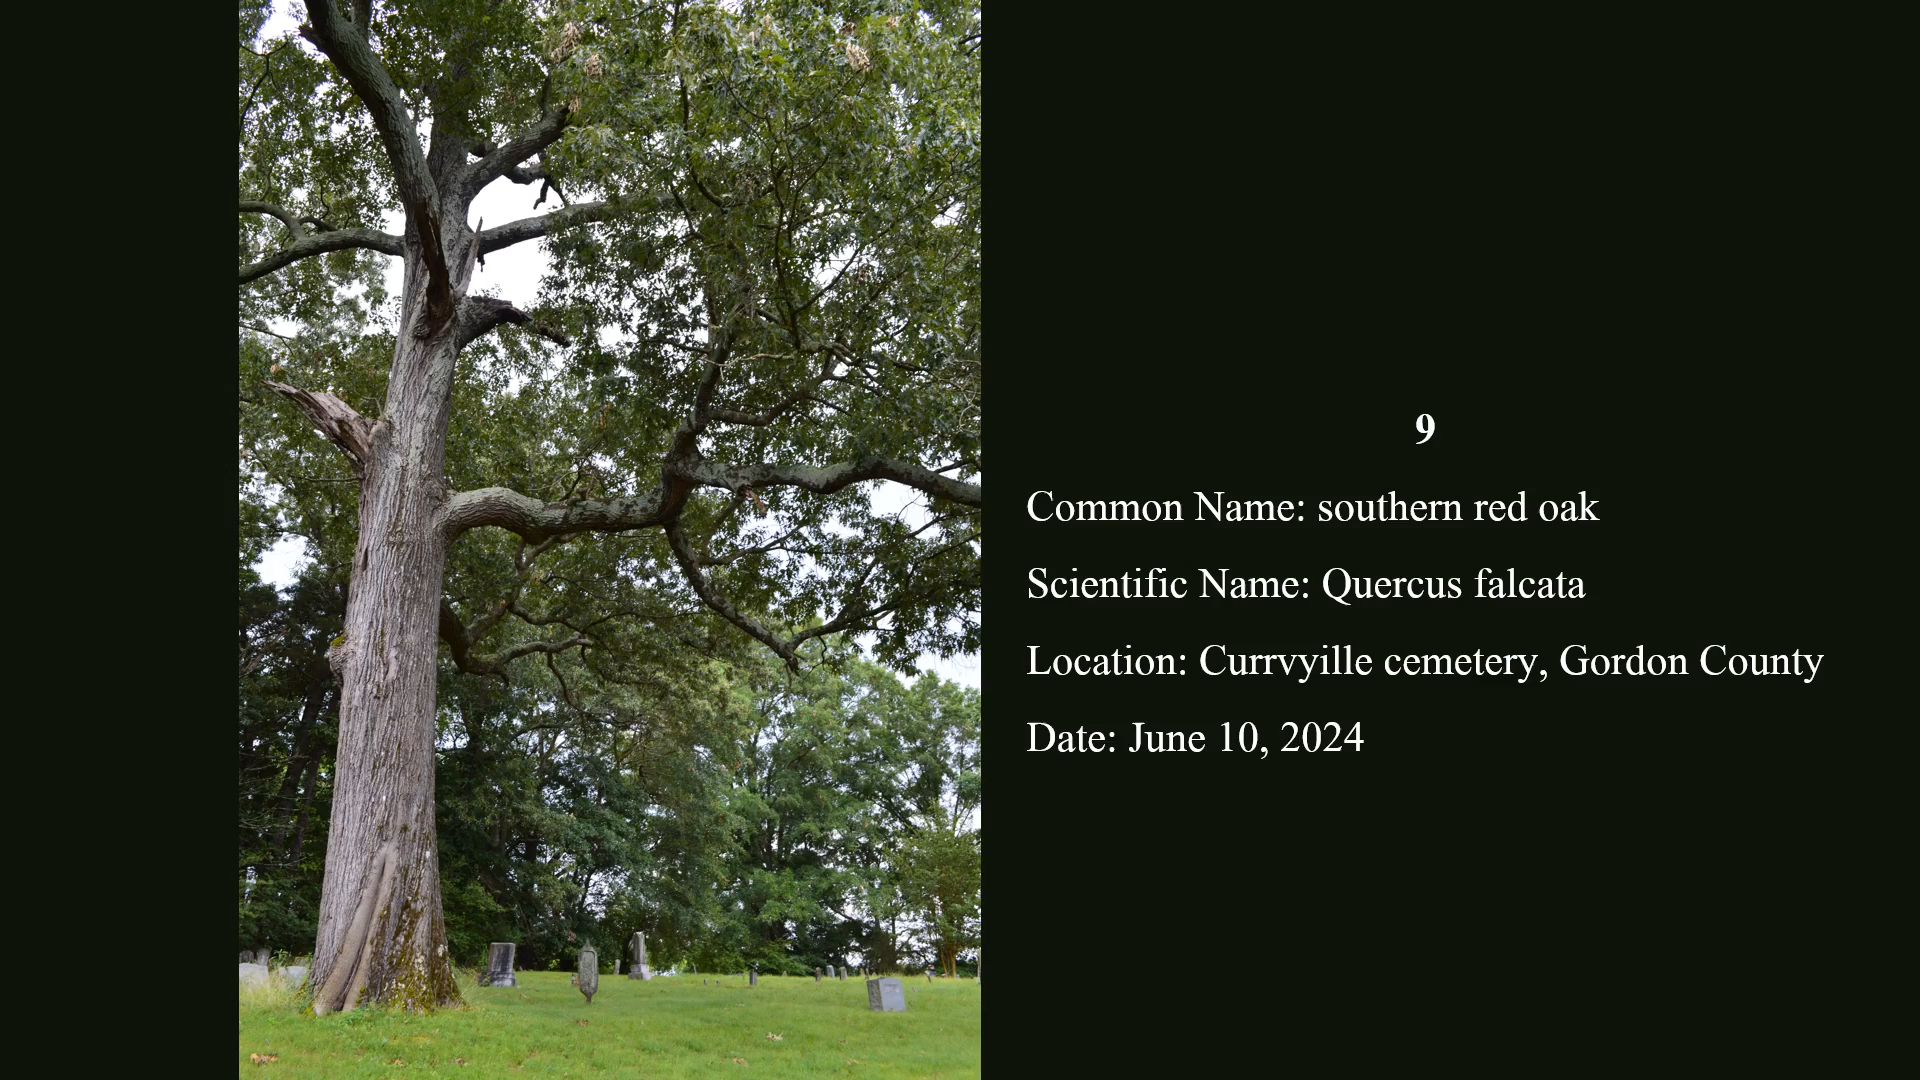 9
Common Name: southern red oak
Scientific Name: Quercus falcata
Location: Currvyille cemetery, Gordon County
Date: June 10, 2024